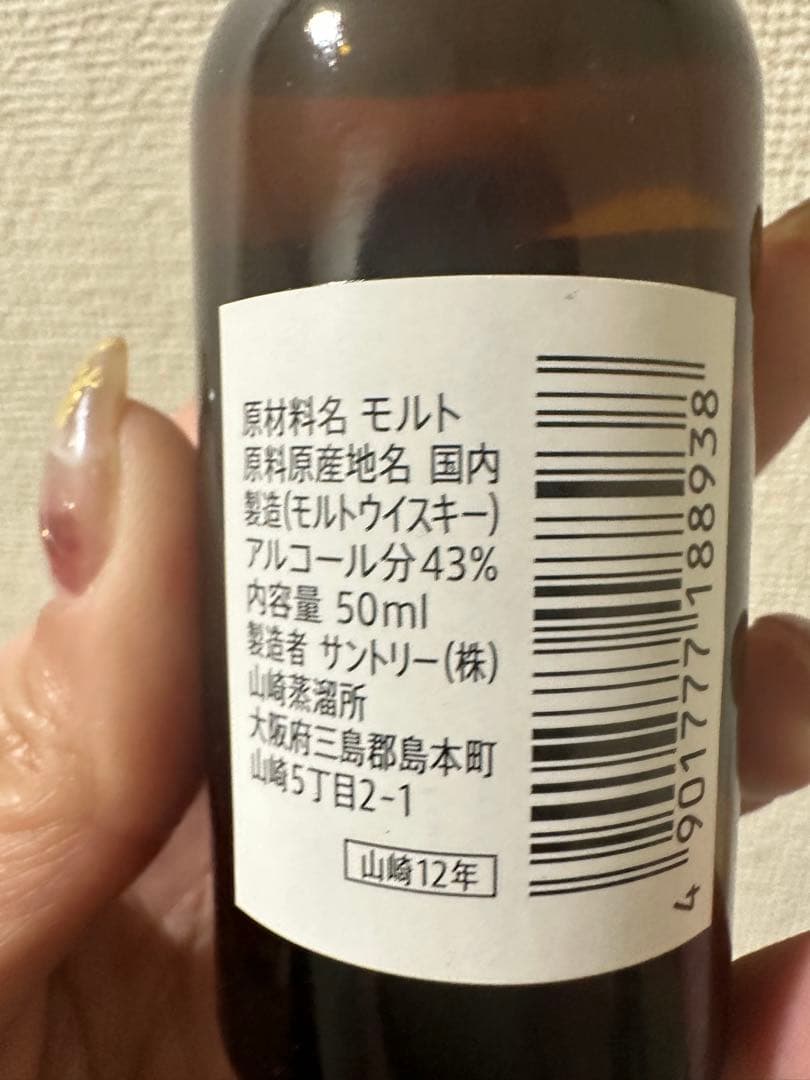 原材料名 モルト
原料原産地名 国内
製造(モルトウイスキー)
アルコール分43%
内容量 50ml
製造者 サントリー(株)
山崎蒸溜所
大阪府三島郡島本町
山崎5丁目2-1
山崎12年
4 901777 188938